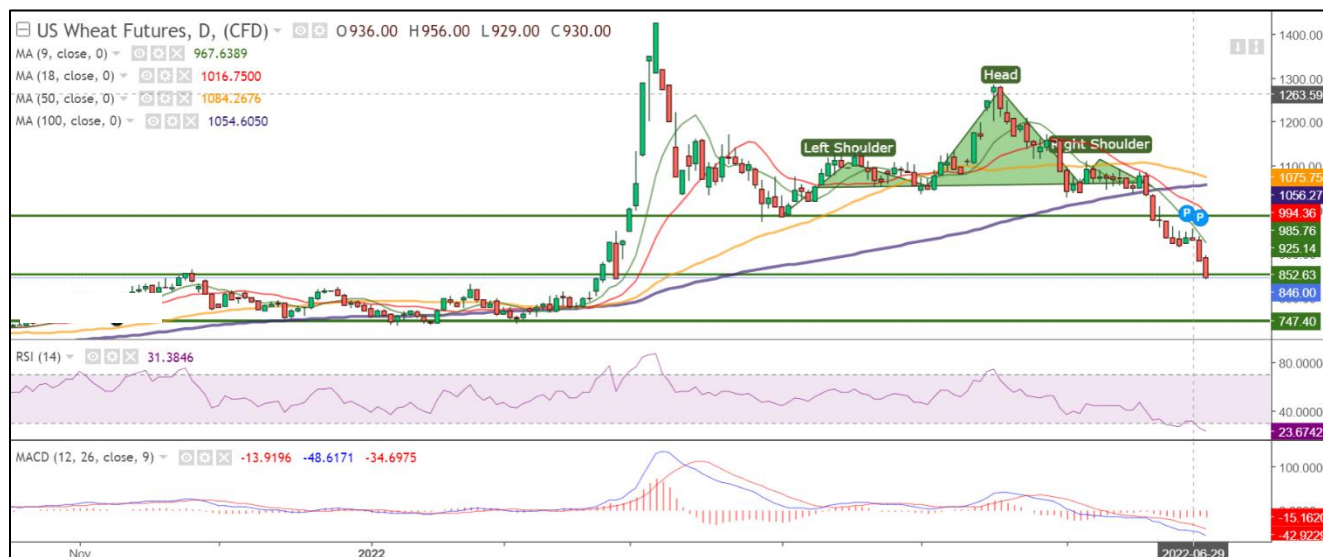 US Wheat Futures, D, (CFD) O936.00 H956.00 L929.00 C930.00
MA (9, close, 0) 967.6389
MA (18, close, 0) 1016.7500
MA (50, close, 0) 1084.2676
MA (100, close, 0) 1054.6050
Head
Left Shoulder
Right Shoulder
P
P
1400.00
1300.00
1263.59
1200.00
1100.00
1075.75
1056.27
994.36
985.76
925.14
852.63
846.00
747.40
RSI (14) 31.3846
80.0000
40.0000
23.6742
MACD (12, 26, close, 9) -13.9196 -48.6171 -34.6975
100.000
-15.1620
-42.9229
Nov
2022
2022-06-29